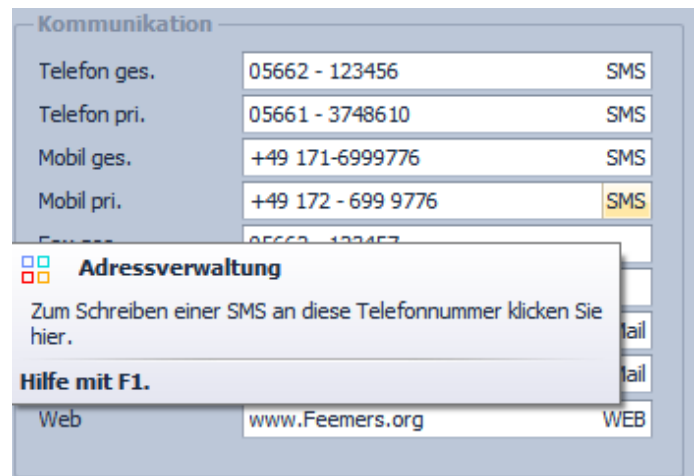 Kommunikation
Telefon ges. 05662 - 123456 SMS
Telefon pri. 05661 - 3748610 SMS
Mobil ges. +49 171-6999776 SMS
Mobil pri. +49 172 - 699 9776 SMS
Adressverwaltung
Zum Schreiben einer SMS an diese Telefonnummer klicken Sie
hier.
Hilfe mit F1.
Web www.Feemers.org WEB